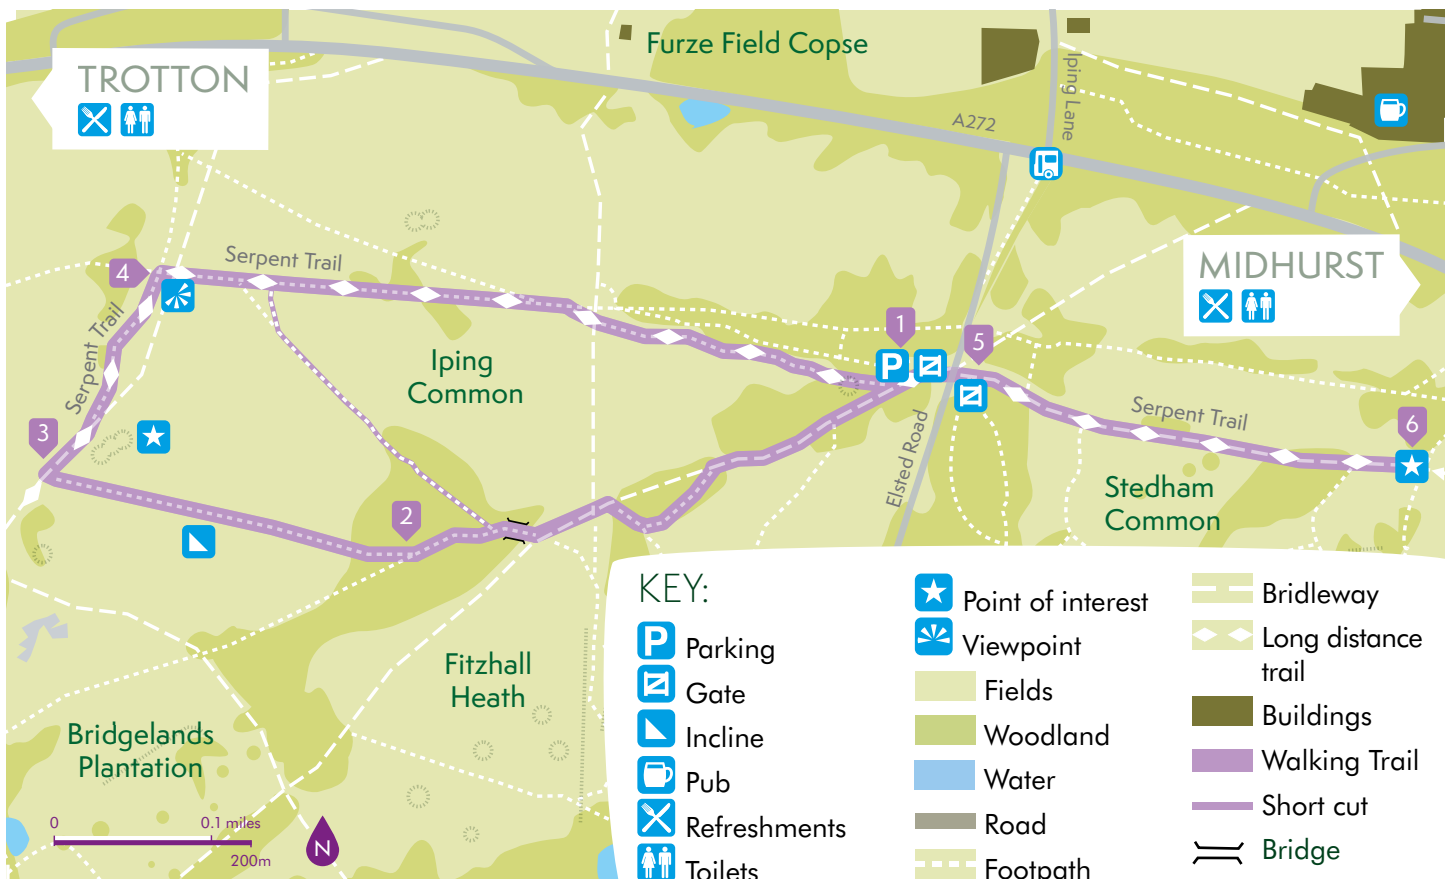 TROTTON
Furze Field Copse
Iping Lane
A272
MIDHURST
Serpent Trail
4
Serpent Trail
1
5
Iping
Common
3
Serpent Trail
6
Elsted Road
Stedham
Common
2
Fitzhall
Heath
Bridgelands
Plantation
0
0.1 miles
200m
N
KEY:
P Parking
Gate
Incline
Pub
Refreshments
Toilets
Point of interest
Viewpoint
Fields
Woodland
Water
Road
Footpath
Bridleway
Long distance
trail
Buildings
Walking Trail
Short cut
Bridge
P